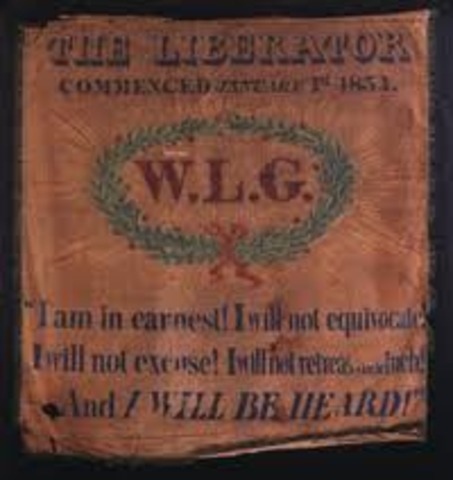 THE LIBERATOR
COMMENCED JANUARY 1st 1831.
W.L.G.
"I am in earnest! I will not equivocate!
I will not excuse! I will not retreat inch!
And I WILL BE HEARD!"